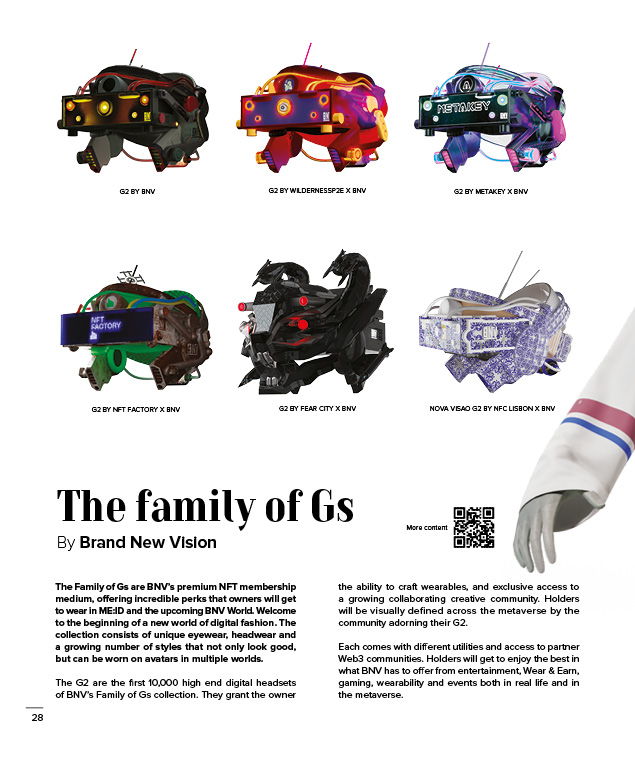 METAKEY
G2 BY BNV
G2 BY WILDERNESSP2E X BNV
G2 BY METAKEY X BNV
NFT
FACTORY
G2 BY NFT FACTORY X BNV
G2 BY FEAR CITY X BNV
NOVA VISAO G2 BY NFC LISBON X BNV
The family of Gs
By Brand New Vision
More content
The Family of Gs are BNV's premium NFT membership
medium, offering incredible perks that owners will get
to wear in ME:ID and the upcoming BNV World. Welcome
to the beginning of a new world of digital fashion. The
collection consists of unique eyewear, headwear and
a growing number of styles that not only look good,
but can be worn on avatars in multiple worlds.
The G2 are the first 10,000 high end digital headsets
of BNV's Family of Gs collection. They grant the owner
the ability to craft wearables, and exclusive access to
a growing collaborating creative community. Holders
will be visually defined across the metaverse by the
community adorning their G2.
Each comes with different utilities and access to partner
Web3 communities. Holders will get to enjoy the best in
what BNV has to offer from entertainment, Wear & Earn,
gaming, wearability and events both in real life and in
the metaverse.
28